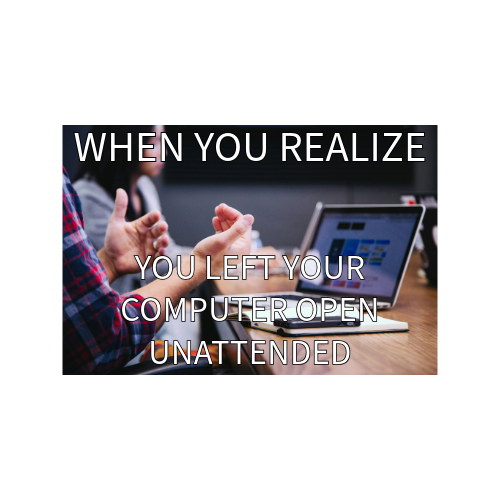 WHEN YOU REALIZE
YOU LEFT YOUR
COMPUTER OPEN
UNATTENDED